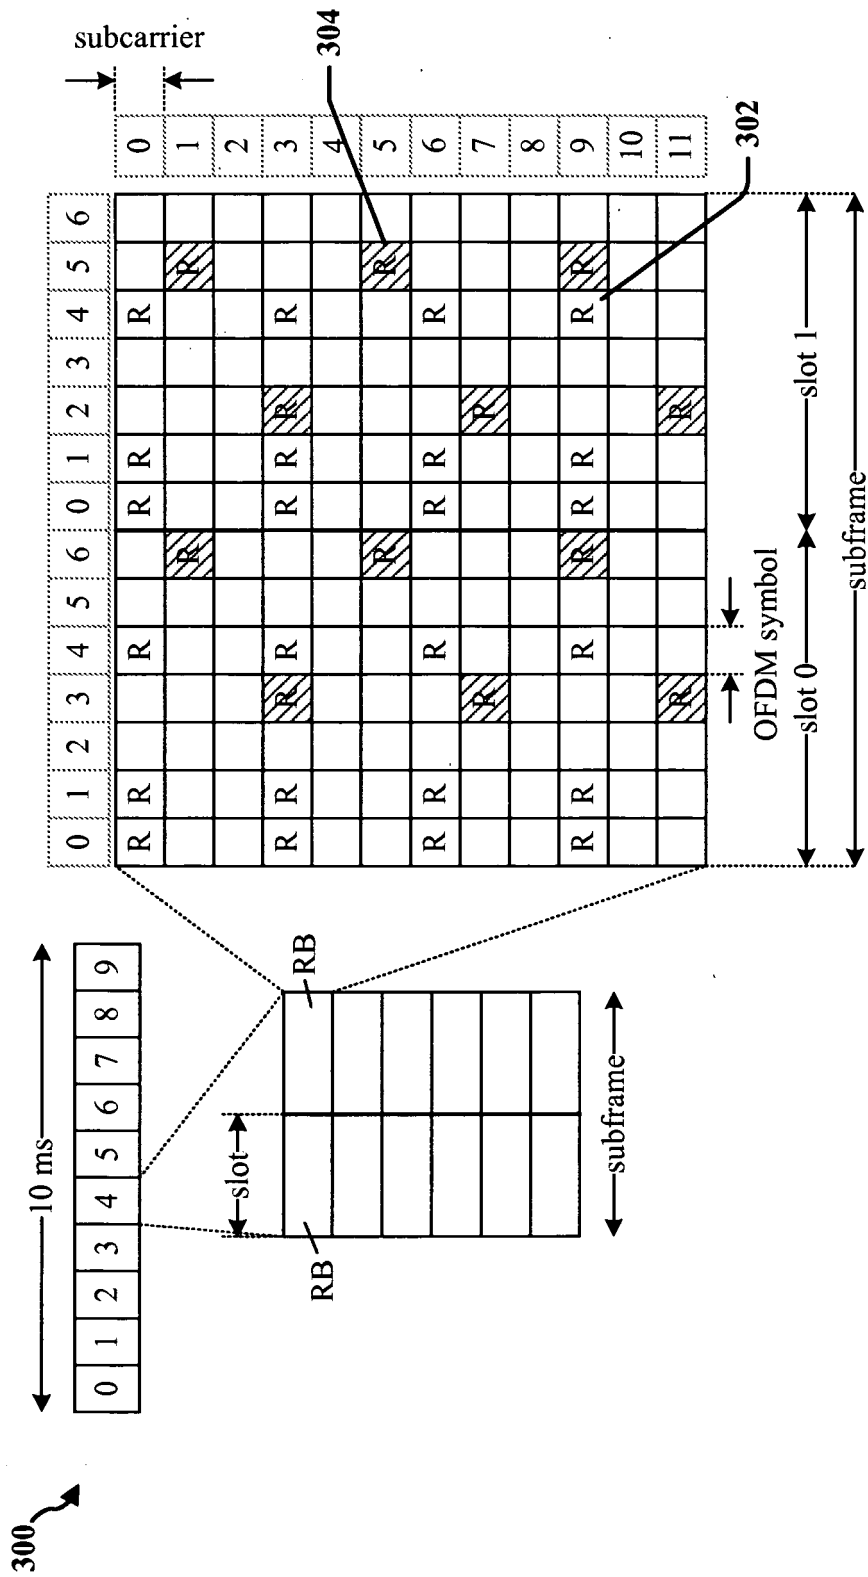 300
10 ms
0 1 2 3 4 5 6 7 8 9
slot
RB
RB
subframe
0 1 2 3 4 5 6 0 1 2 3 4 5 6
subcarrier
R R R R R R 0
R R 1
2
R R R R R R R R 3
4
R R 5
304
R R R R R R 6
R R 7
8
R R R R R R R R 9
10
R R 11
302
OFDM symbol
slot 0
slot 1
subframe